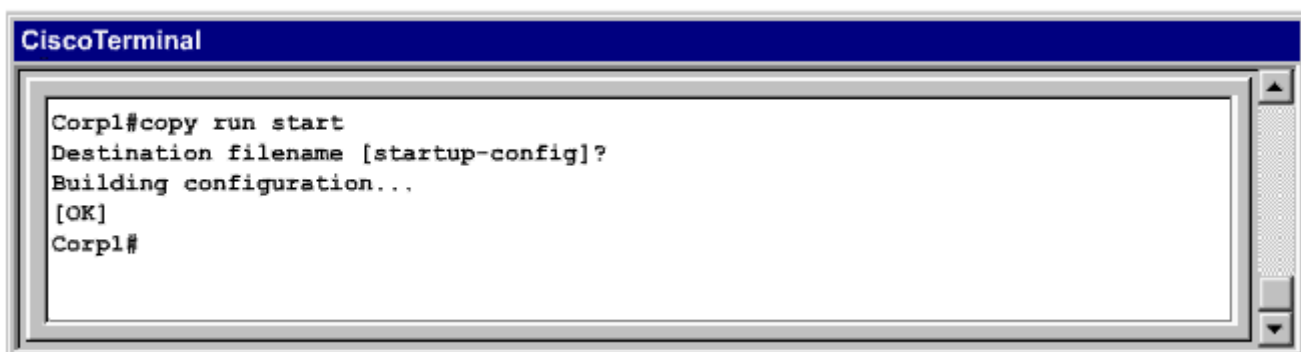 CiscoTerminal
Corp1#copy run start
Destination filename [startup-config]?
Building configuration...
[OK]
Corp1#